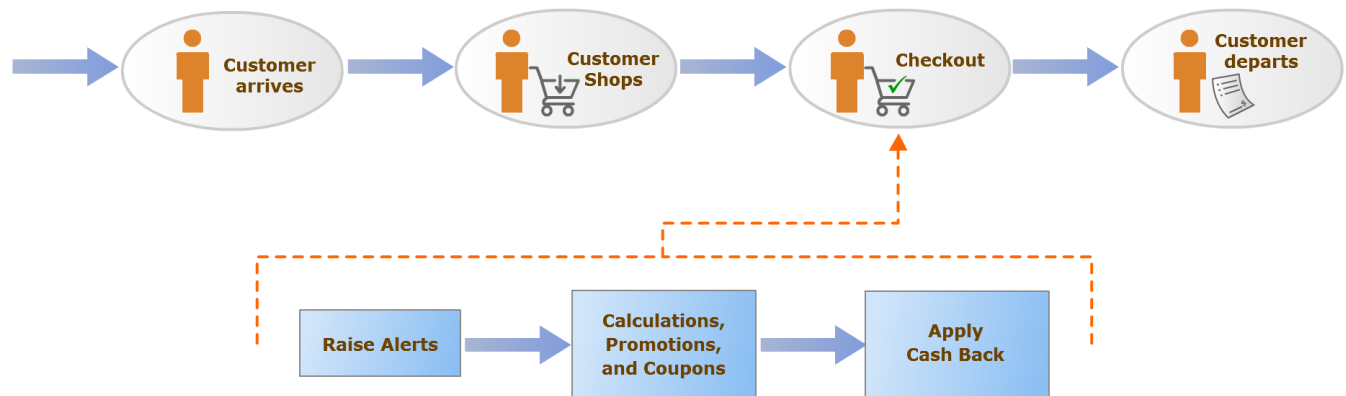 Customer
arrives
Customer
Shops
Checkout
Customer
departs
Raise Alerts
Calculations,
Promotions,
and Coupons
Apply
Cash Back